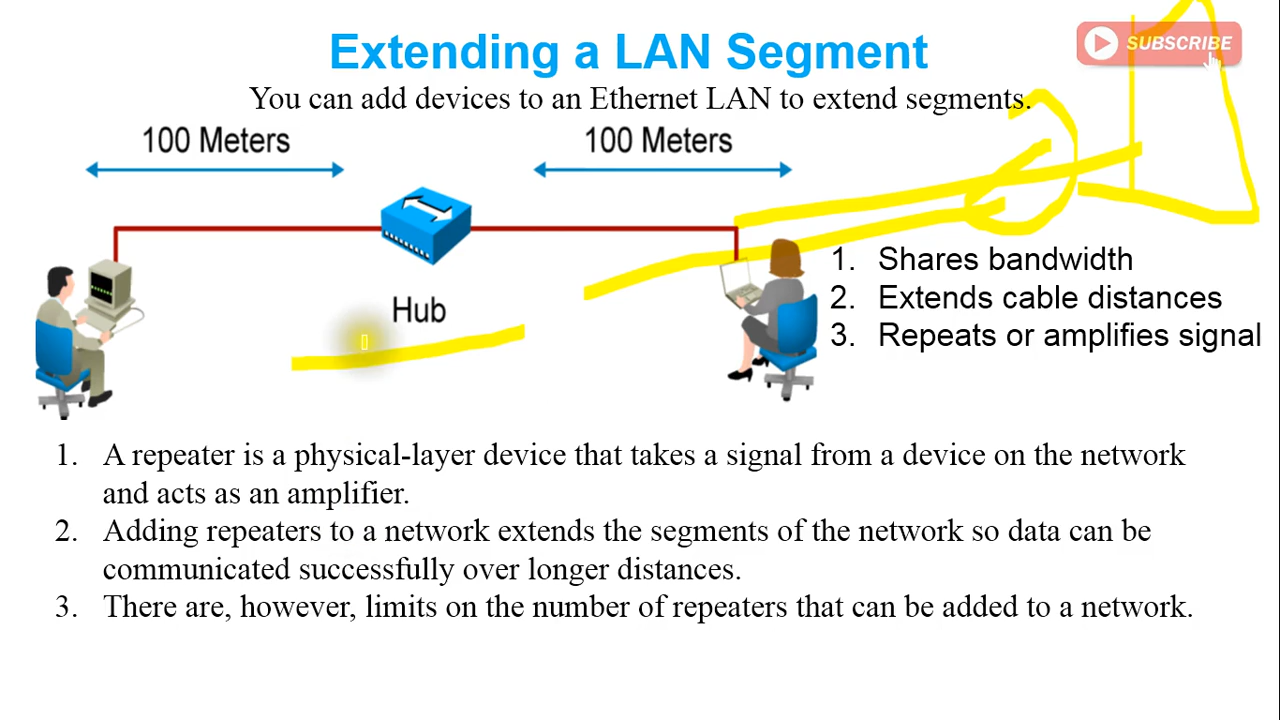 Extending a LAN Segment
SUBSCRIBE
You can add devices to an Ethernet LAN to extend segments.
100 Meters
100 Meters
Hub
1. Shares bandwidth
2. Extends cable distances
3. Repeats or amplifies signal
1. A repeater is a physical-layer device that takes a signal from a device on the network
and acts as an amplifier.
2. Adding repeaters to a network extends the segments of the network so data can be
communicated successfully over longer distances.
3. There are, however, limits on the number of repeaters that can be added to a network.